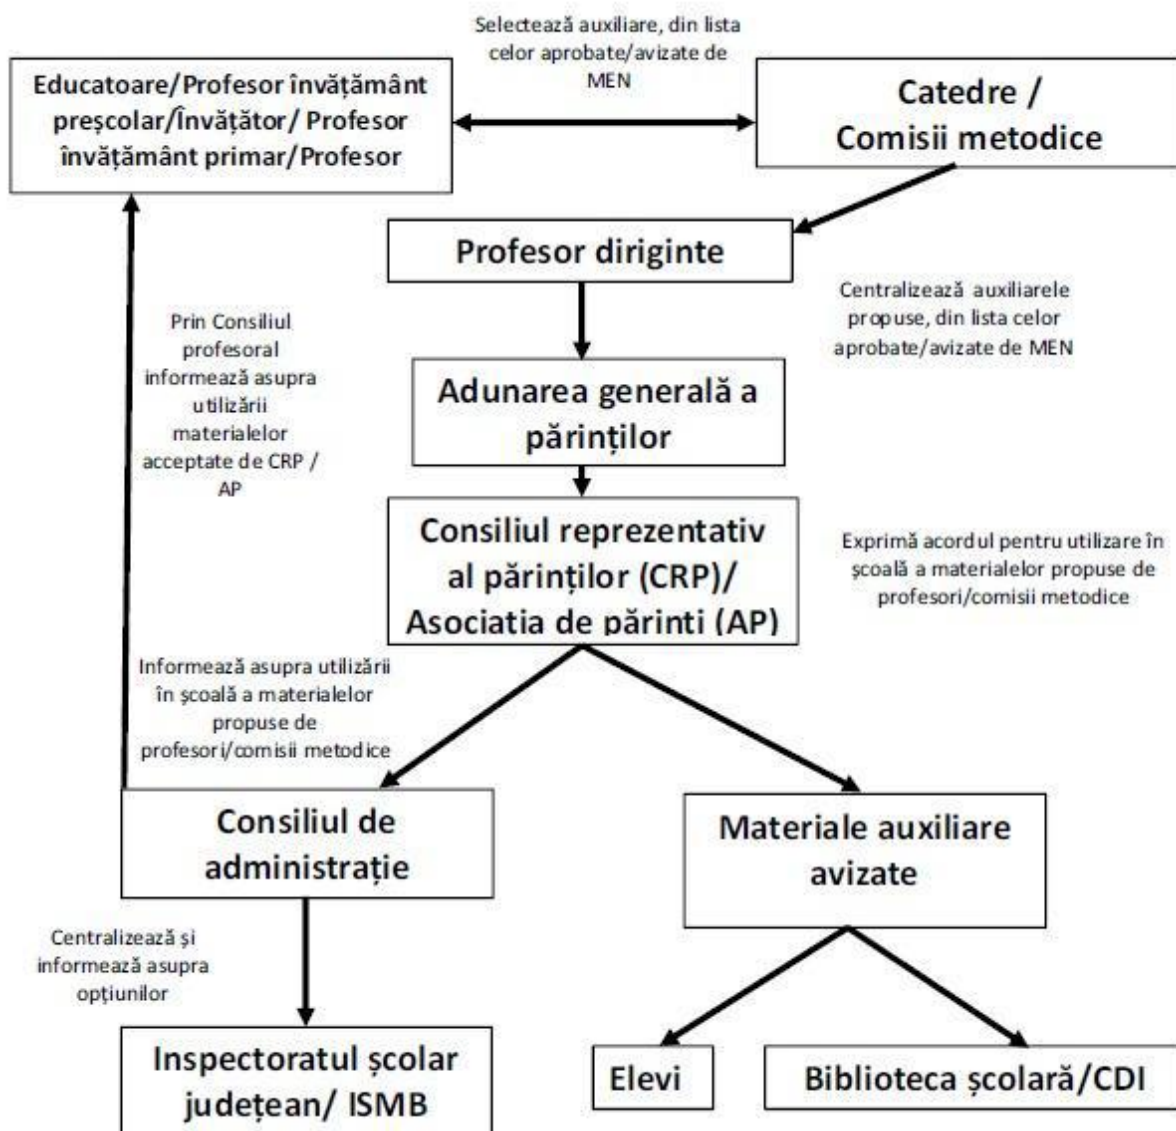 Selectează auxiliare, din lista
celor aprobate/avizate de
MEN
Educatoare/Profesor învățământ
preșcolar/Învățător/ Profesor
învățământ primar/Profesor
Catedre /
Comisii metodice
Profesor diriginte
Centralizează auxiliarele
propuse, din lista celor
aprobate/avizate de MEN
Prin Consiliul
profesoral
informează asupra
utilizării
materialelor
acceptate de CRP /
AP
Adunarea generală a
părinților
Consiliul reprezentativ
al părinților (CRP)/
Asociatia de părinti (AP)
Exprimă acordul pentru utilizare în
școală a materialelor propuse de
profesori/comisii metodice
Informează asupra utilizării
în școală a materialelor
propuse de
profesori/comisii metodice
Consiliul de
administrație
Materiale auxiliare
avizate
Centralizează și
informează asupra
opțiunilor
Inspectoratul școlar
județean/ ISMB
Elevi
Biblioteca școlară/CDI